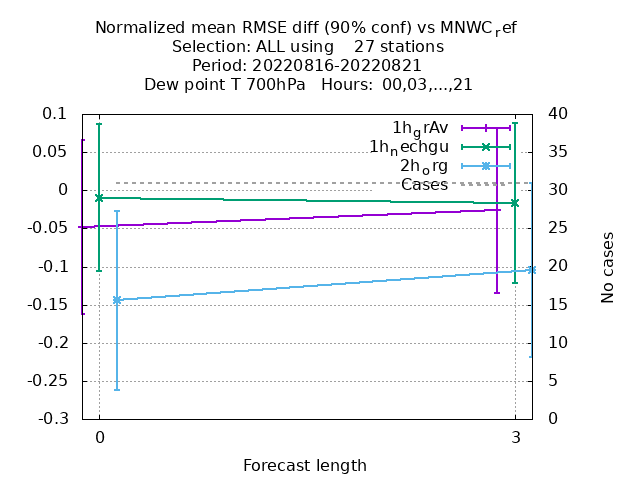 Normalized mean RMSE diff (90% conf) vs MNWC_ref
Selection: ALL using 27 stations
Period: 20220816-20220821
Dew point T 700hPa Hours: 00,03,...,21
0.1
0.05
0
-0.05
-0.1
-0.15
-0.2
-0.25
-0.3
40
35
30
25
20
15
10
5
0
1h_grAv
1h_nechgu
2h_org
Cases
No cases
0
3
Forecast length